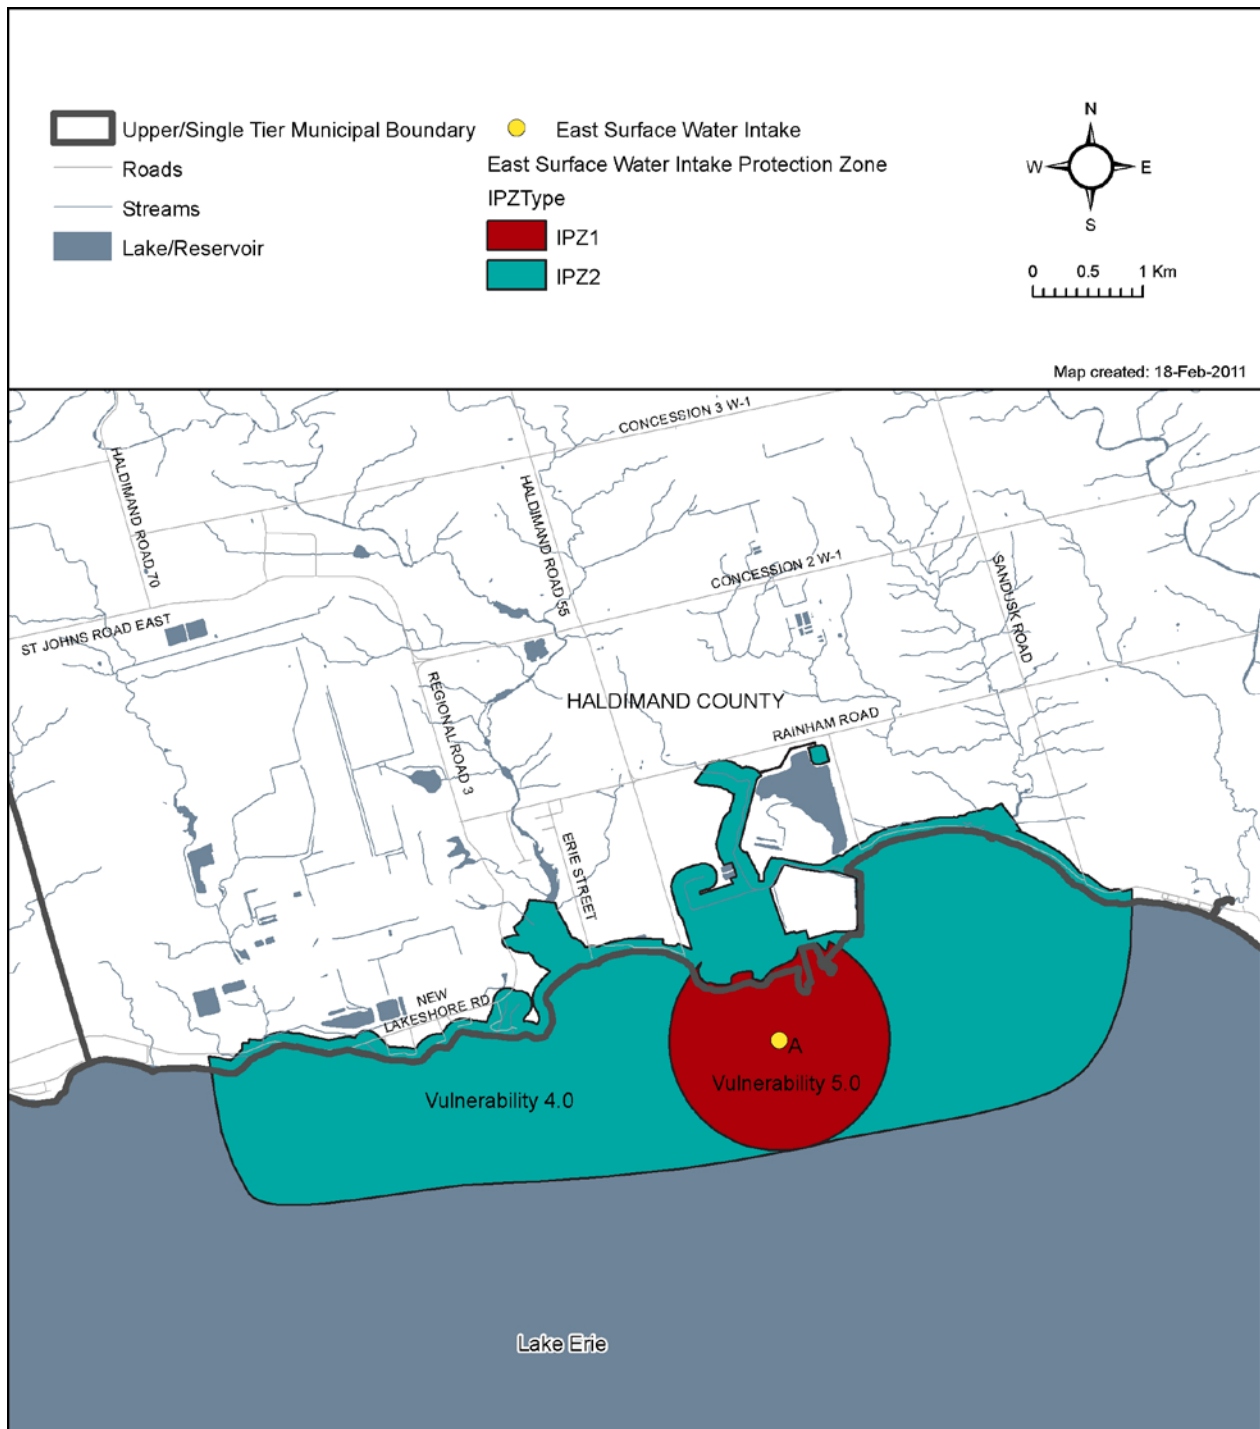 Upper/Single Tier Municipal Boundary
Roads
Streams
Lake/Reservoir
East Surface Water Intake
East Surface Water Intake Protection Zone
IPZType
IPZ1
IPZ2
N
W E
S
0 0.5 1 Km
Map created: 18-Feb-2011
CONCESSION 3 W-1
HALDIMAND ROAD 70
HALDIMAND ROAD 55
CONCESSION 2 W-1
SANDUSK ROAD
ST JOHNS ROAD EAST
REGIONAL ROAD 3
HALDIMAND COUNTY
RAINHAM ROAD
ERIE STREET
NEW
LAKESHORE RD
A
Vulnerability 5.0
Vulnerability 4.0
Lake Erie